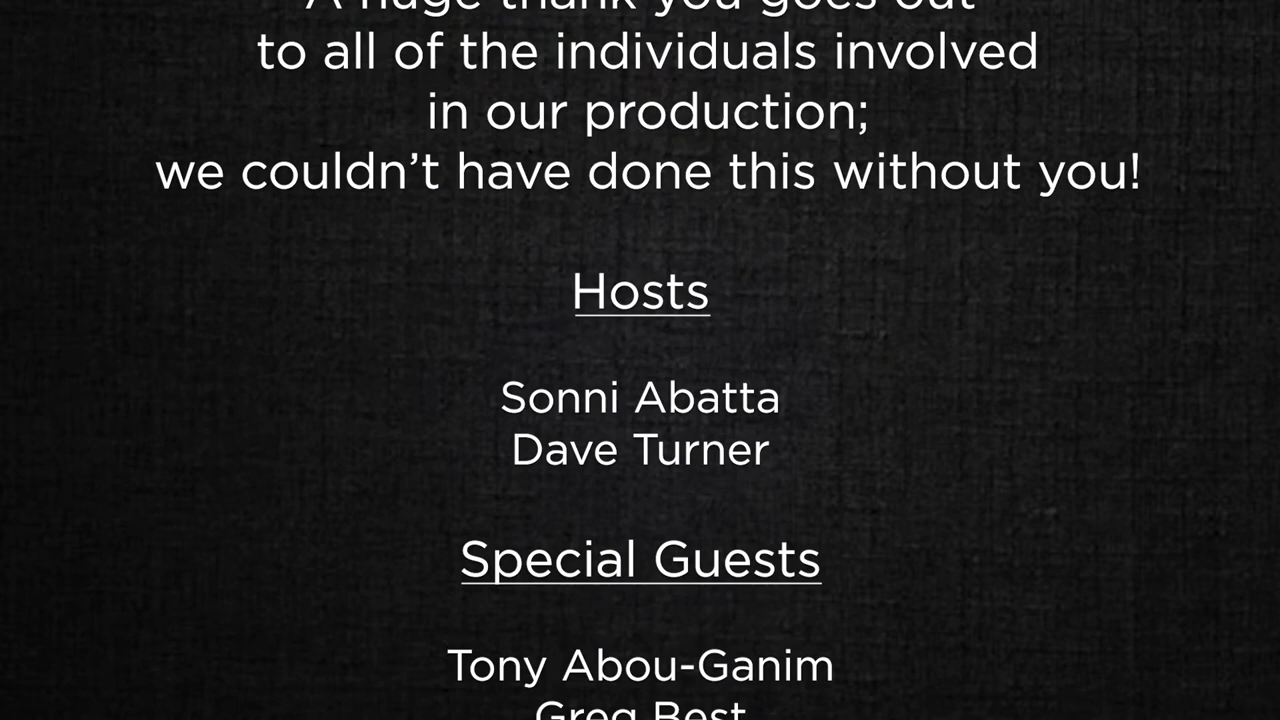 A huge thank you goes out
to all of the individuals involved
in our production;
we couldn’t have done this without you!
Hosts
Sonni Abatta
Dave Turner
Special Guests
Tony Abou-Ganim
Greg Best